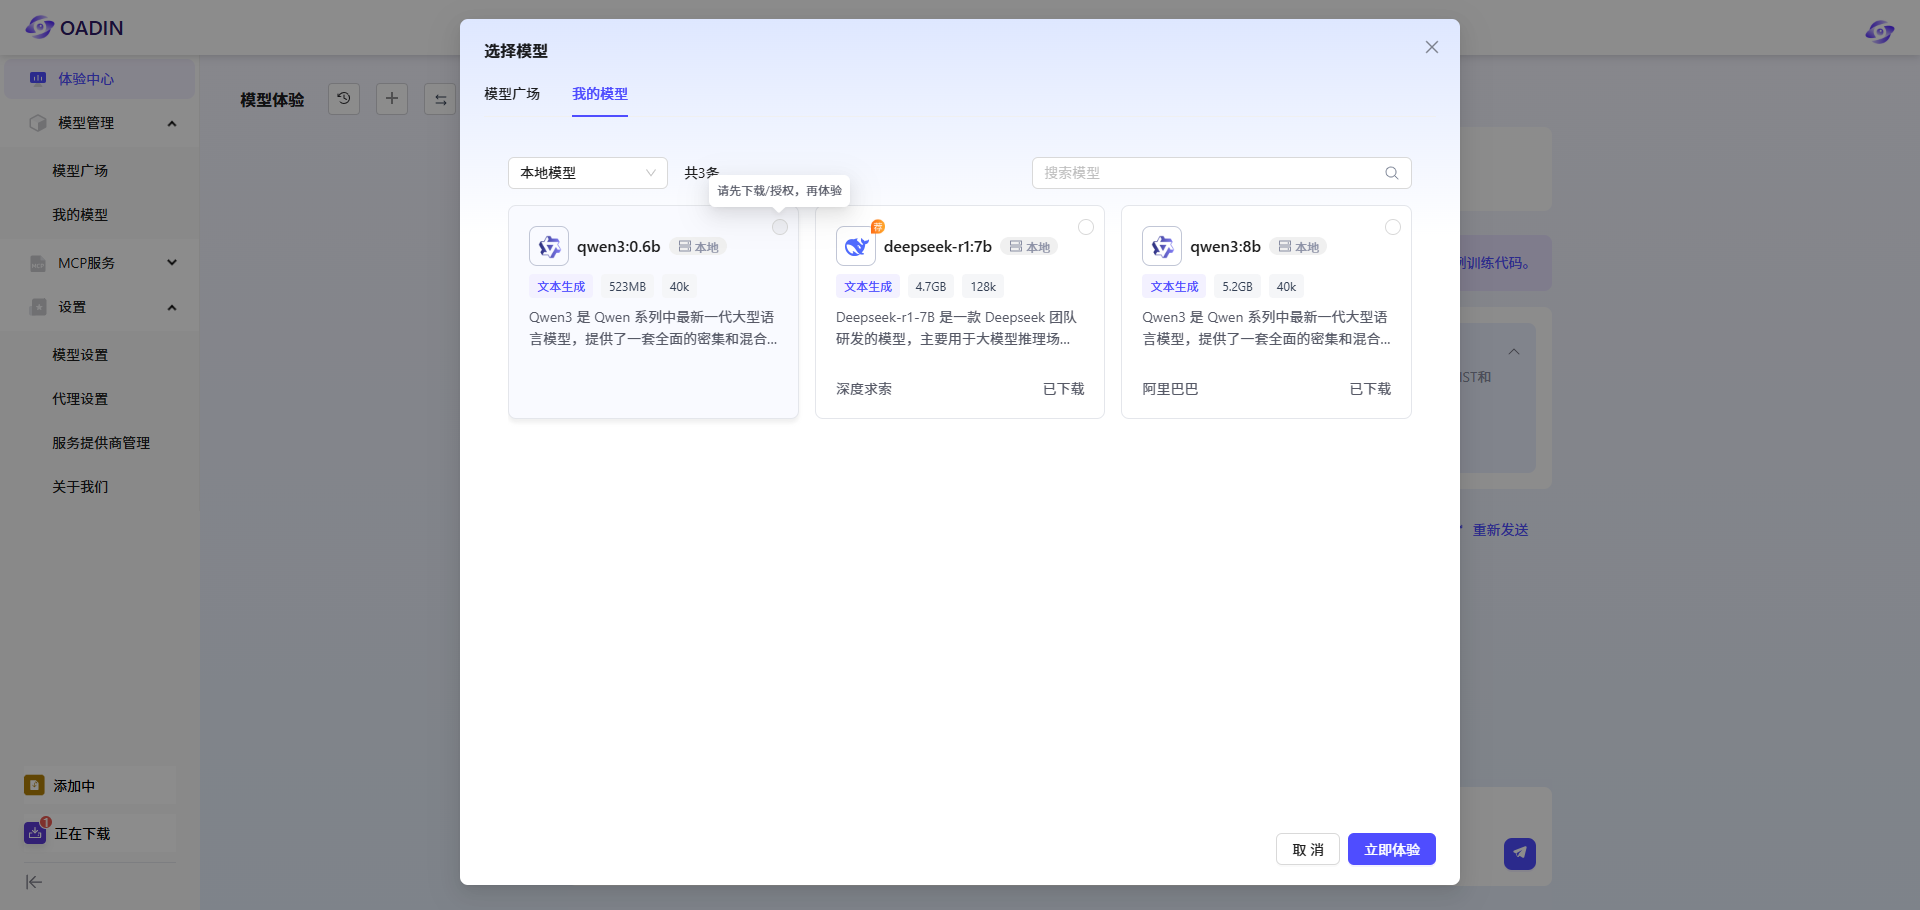 OADIN
体验中心
模型管理
模型广场
我的模型
MCP服务
设置
模型设置
代理设置
服务提供商管理
关于我们
添加中
1
正在下载
模型体验
选择模型
模型广场
我的模型
本地模型
共3条
搜索模型
请先下载/授权，再体验
qwen3:0.6b
本地
文本生成
523MB
40k
Qwen3 是 Qwen 系列中最新一代大型语
言模型，提供了一套全面的密集和混合...
荐
deepseek-r1:7b
本地
文本生成
4.7GB
128k
Deepseek-r1-7B 是一款 Deepseek 团队
研发的模型，主要用于大模型推理场...
深度求索
已下载
qwen3:8b
本地
文本生成
5.2GB
40k
Qwen3 是 Qwen 系列中最新一代大型语
言模型，提供了一套全面的密集和混合...
阿里巴巴
已下载
取 消
立即体验
训练代码。
IST和
重新发送